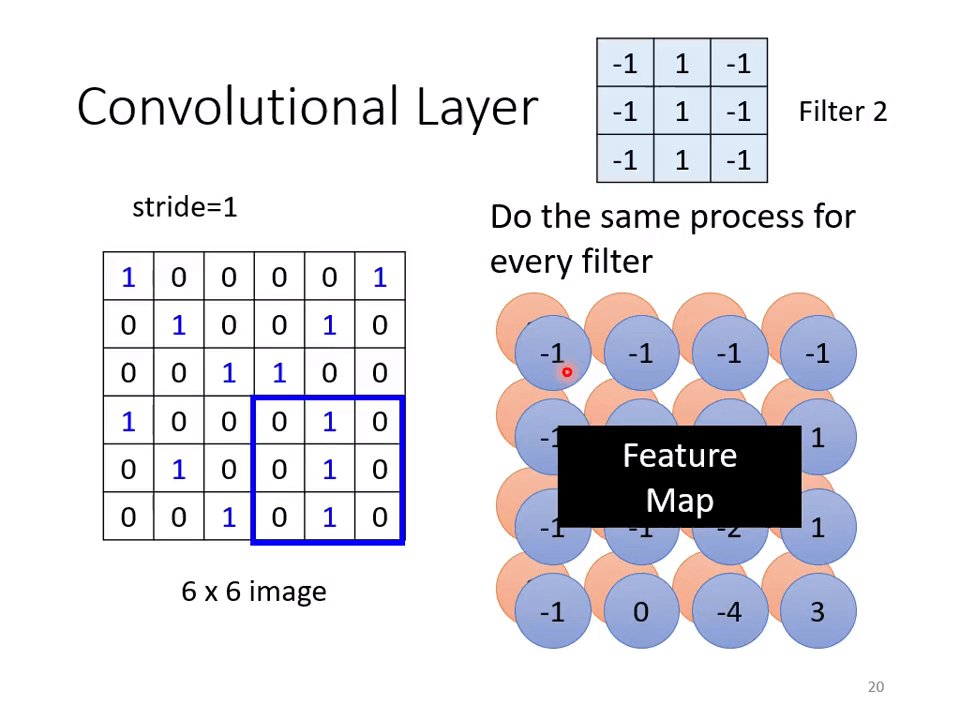 -1 1 -1
-1 1 -1
-1 1 -1
Filter 2
Convolutional Layer
stride=1
Do the same process for
every filter
1 0 0 0 0 1
0 1 0 0 1 0
0 0 1 1 0 0
1 0 0 0 1 0
0 1 0 0 1 0
0 0 1 0 1 0
6 x 6 image
-1 -1 -1 -1
-1 1
Feature
Map
-1 -1 -2 1
-1 0 -4 3
20